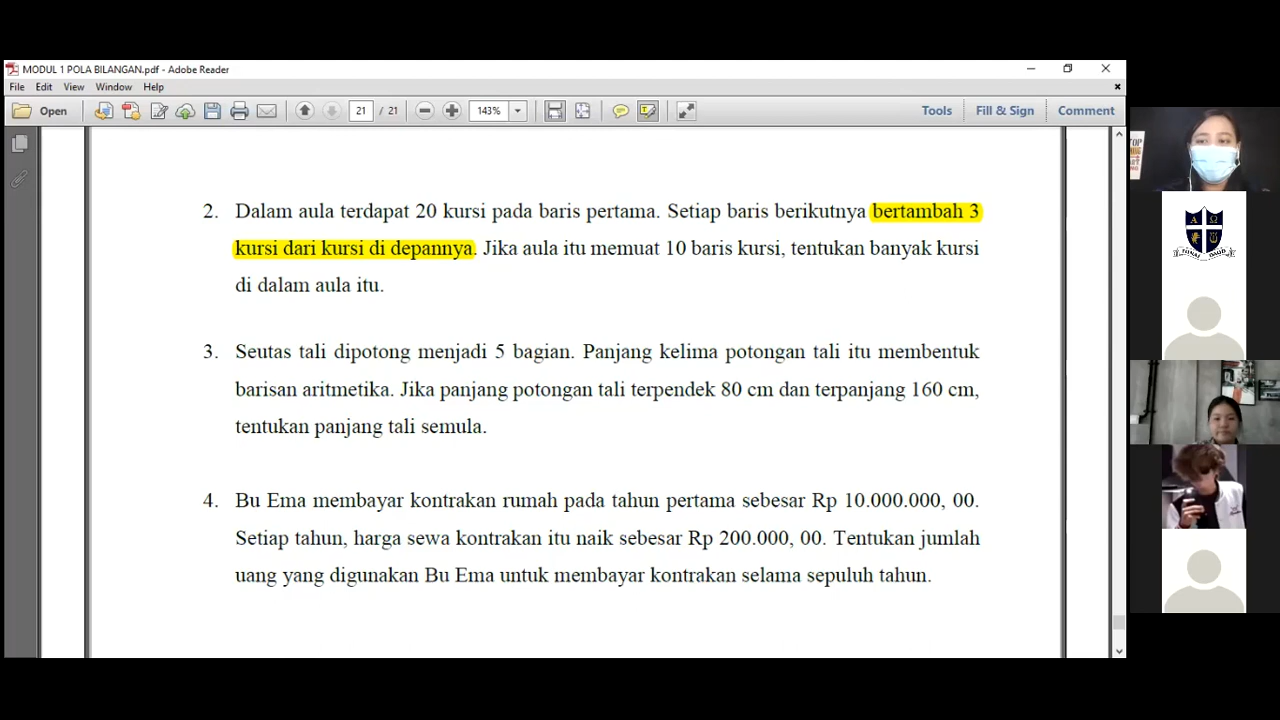 MODUL 1 POLA BILANGAN.pdf - Adobe Reader
File Edit View Window Help
Open 21 / 21 143% Tools Fill & Sign Comment
2. Dalam aula terdapat 20 kursi pada baris pertama. Setiap baris berikutnya bertambah 3
kursi dari kursi di depannya. Jika aula itu memuat 10 baris kursi, tentukan banyak kursi
di dalam aula itu.
3. Seutas tali dipotong menjadi 5 bagian. Panjang kelima potongan tali itu membentuk
barisan aritmetika. Jika panjang potongan tali terpendek 80 cm dan terpanjang 160 cm,
tentukan panjang tali semula.
4. Bu Ema membayar kontrakan rumah pada tahun pertama sebesar Rp 10.000.000, 00.
Setiap tahun, harga sewa kontrakan itu naik sebesar Rp 200.000, 00. Tentukan jumlah
uang yang digunakan Bu Ema untuk membayar kontrakan selama sepuluh tahun.
Α Ω